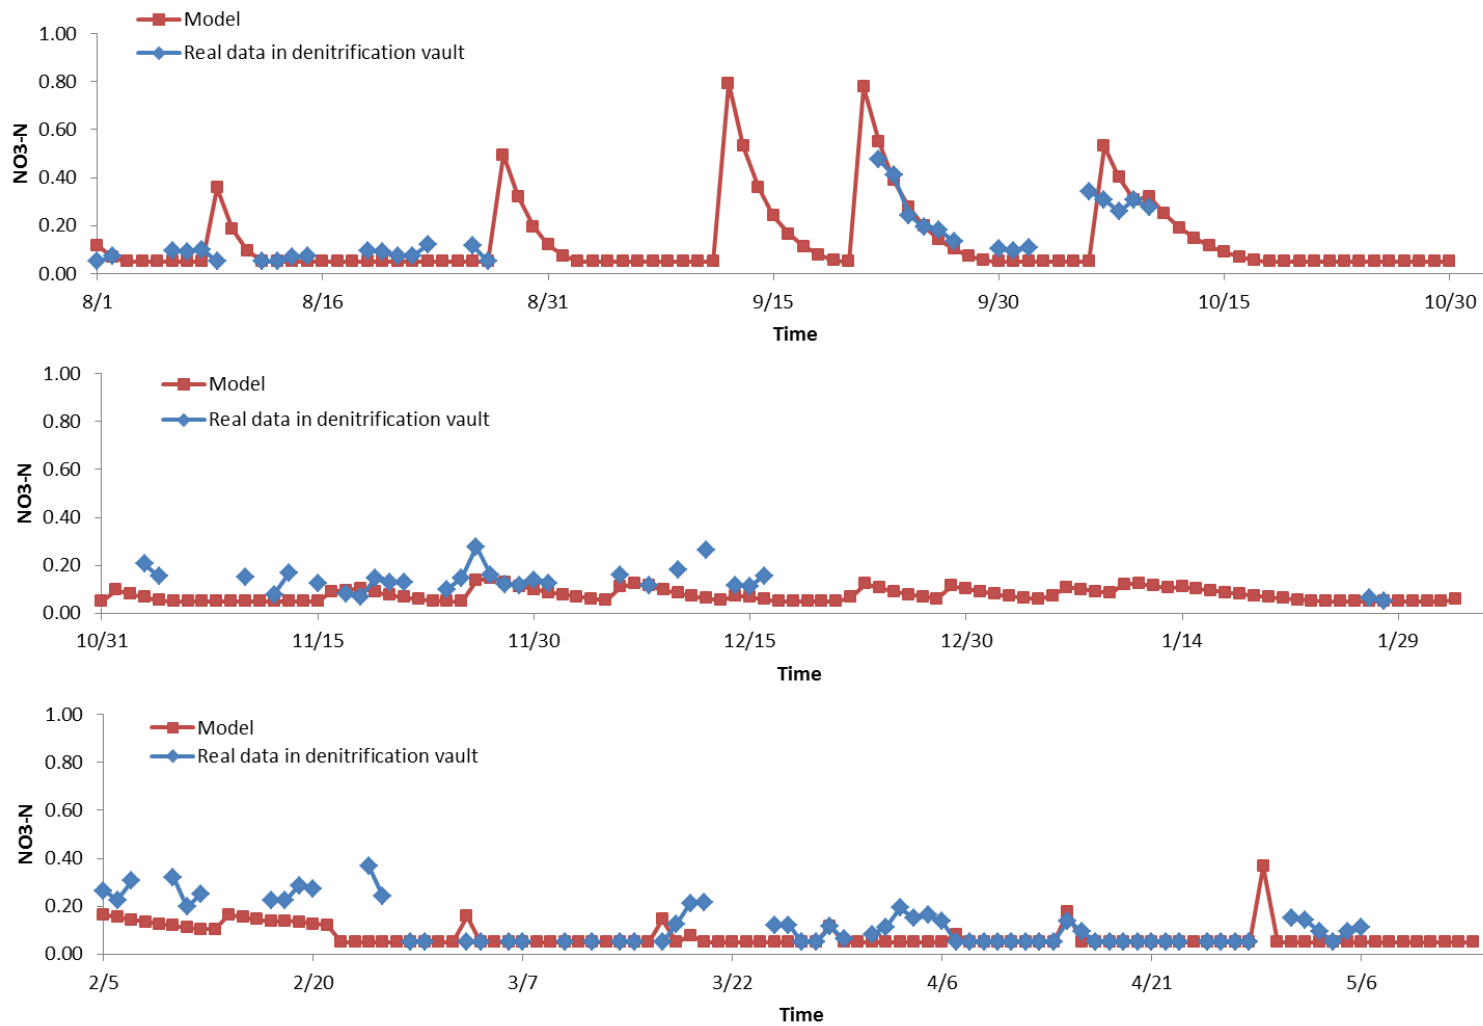 Model
Real data in denitrification vault
1.00
0.80
0.60
0.40
0.20
0.00
NO3-N
8/1 8/16 8/31 9/15 9/30 10/15 10/30
Time
Model
Real data in denitrification vault
1.00
0.80
0.60
0.40
0.20
0.00
NO3-N
10/31 11/15 11/30 12/15 12/30 1/14 1/29
Time
Model
Real data in denitrification vault
1.00
0.80
0.60
0.40
0.20
0.00
NO3-N
2/5 2/20 3/7 3/22 4/6 4/21 5/6
Time